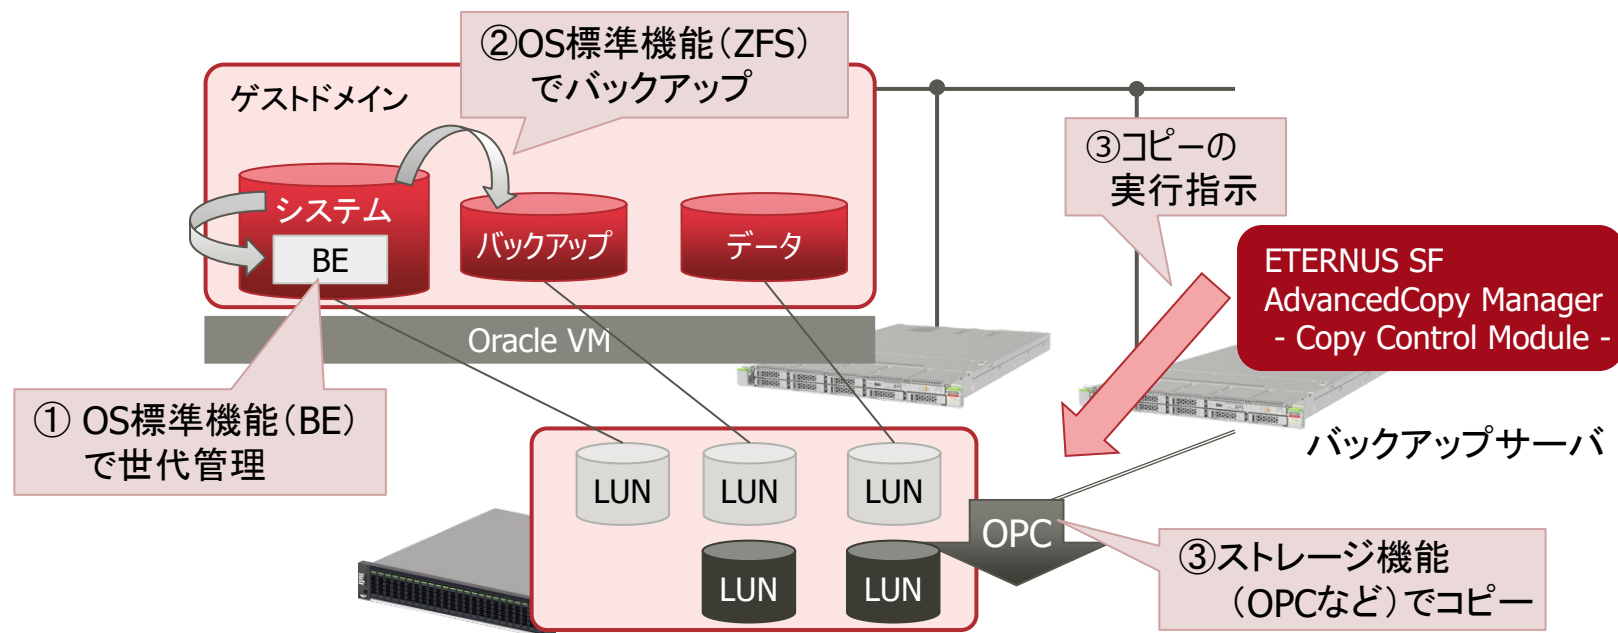 ②OS標準機能（ZFS）
でバックアップ
ゲストドメイン
③コピーの
実行指示
システム
BE
バックアップ
データ
ETERNUS SF
AdvancedCopy Manager
- Copy Control Module -
Oracle VM
① OS標準機能（BE）
で世代管理
バックアップサーバ
LUN
LUN
LUN
OPC
LUN
LUN
③ストレージ機能
（OPCなど）でコピー